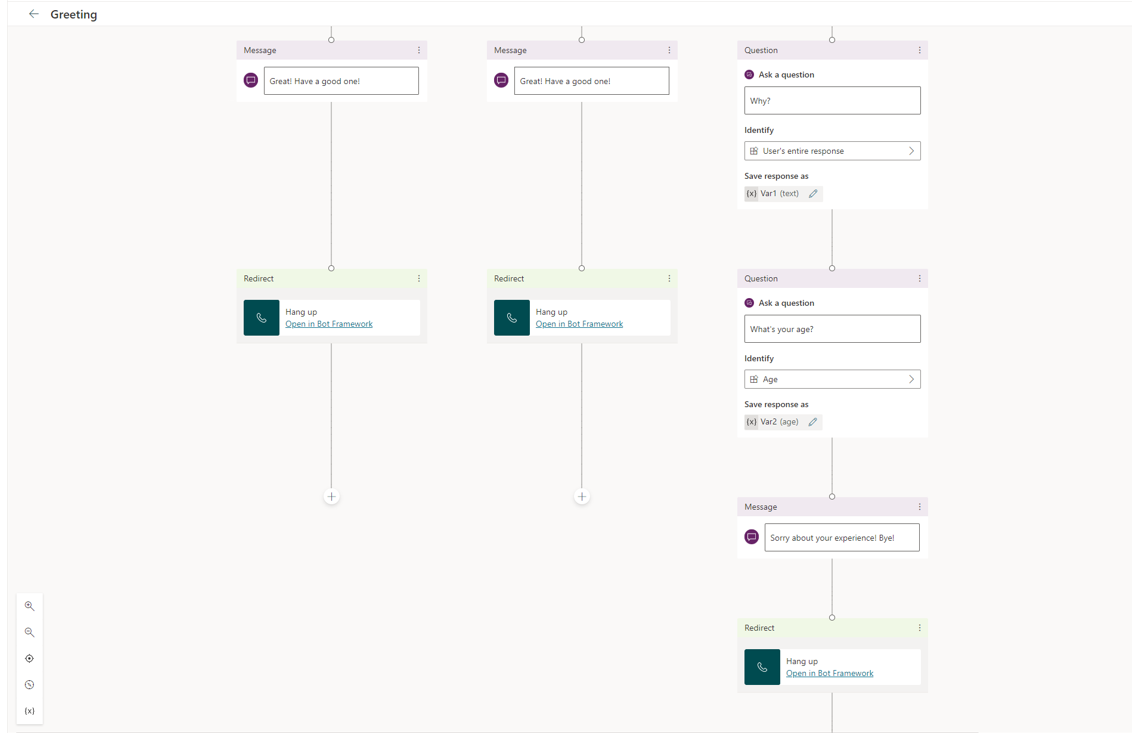 Greeting
Message
Great! Have a good one!
Redirect
Hang up
Open in Bot Framework
Message
Great! Have a good one!
Redirect
Hang up
Open in Bot Framework
Question
Ask a question
Why?
Identify
User's entire response
Save response as
{x} Var1 (text)
Question
Ask a question
What's your age?
Identify
Age
Save response as
{x} Var2 (age)
Message
Sorry about your experience! Bye!
Redirect
Hang up
Open in Bot Framework
{x}